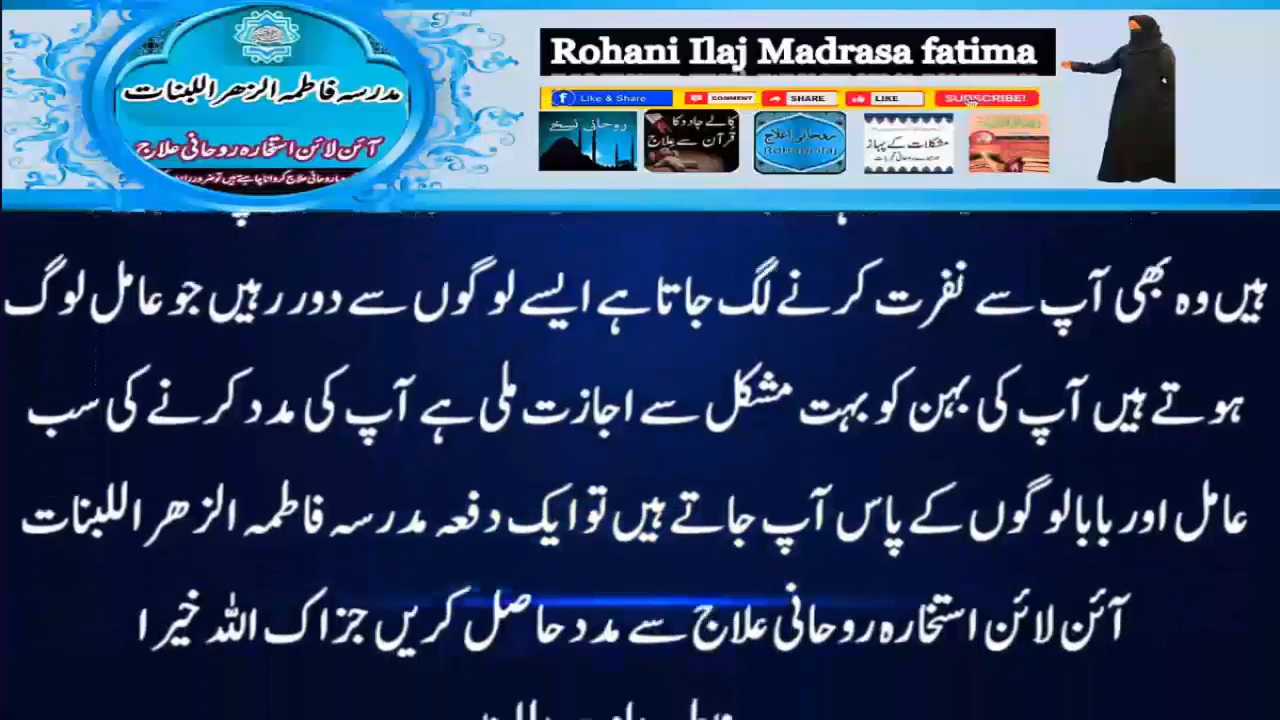 مدرسہ فاطمہ الزھرا للبنات
آئن لائن استخارہ روحانی علاج
Rohani Ilaj Madrasa fatima
Like & Share
COMMENT
SHARE
LIKE
SUBSCRIBE!
روحانی نسخے
کالے جادو کا
قرآن سے علاج
روحانی علاج
مشکلات کے پہاڑ
ہیں وہ بھی آپ سے نفرت کرنے لگ جاتا ہے ایسے لوگوں سے دور رہیں جو عامل لوگ
ہوتے ہیں آپ کی بہن کو بہت مشکل سے اجازت ملی ہے آپ کی مدد کرنے کی سب
عامل اور بابا لوگوں کے پاس آپ جاتے ہیں تو ایک دفعہ مدرسہ فاطمہ الزھرا للبنات
آئن لائن استخارہ روحانی علاج سے مدد حاصل کریں جزاک اللہ خیرا